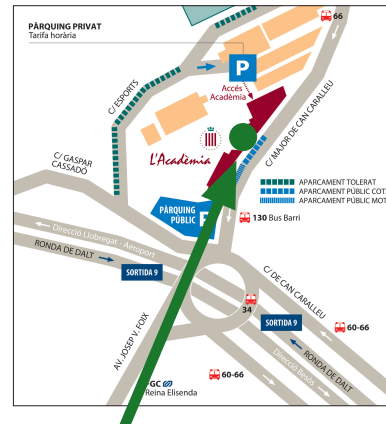 66
PÀRQUING PRIVAT
Tarifa horària
P
Accés
Acadèmia
C/ ESPORTS
C/ MAJOR DE CAN CARALLEU
L'Acadèmia
C/ GASPAR
CASSADÓ
APARCAMENT TOLERAT
APARCAMENT PÚBLIC COT
APARCAMENT PÚBLIC MOT
PÀRQUING
PÚBLIC
130 Bus Barri
Direcció Llobregat - Aeroport
RONDA DE DALT
SORTIDA 9
C/ DE CAN CARALLEU
34
SORTIDA 9
60-66
AV. JOSEP V. FOIX
RONDA DE DALT
Direcció Besòs
60-66
GC
Reina Elisenda